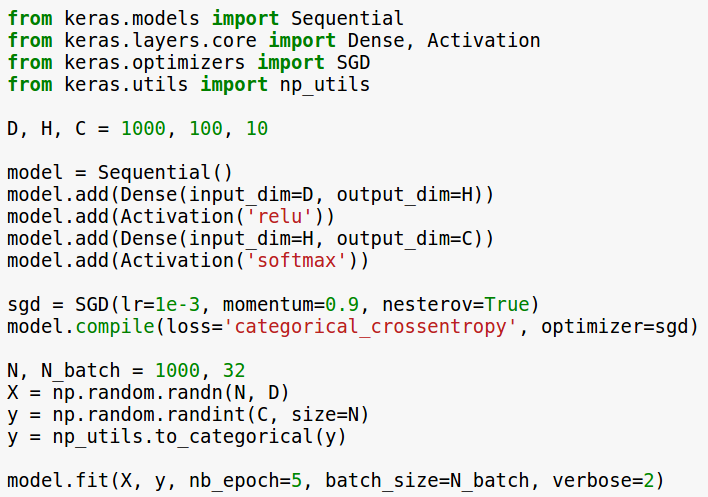 from keras.models import Sequential
from keras.layers.core import Dense, Activation
from keras.optimizers import SGD
from keras.utils import np_utils

D, H, C = 1000, 100, 10

model = Sequential()
model.add(Dense(input_dim=D, output_dim=H))
model.add(Activation('relu'))
model.add(Dense(input_dim=H, output_dim=C))
model.add(Activation('softmax'))

sgd = SGD(lr=1e-3, momentum=0.9, nesterov=True)
model.compile(loss='categorical_crossentropy', optimizer=sgd)

N, N_batch = 1000, 32
X = np.random.randn(N, D)
y = np.random.randint(C, size=N)
y = np_utils.to_categorical(y)

model.fit(X, y, nb_epoch=5, batch_size=N_batch, verbose=2)